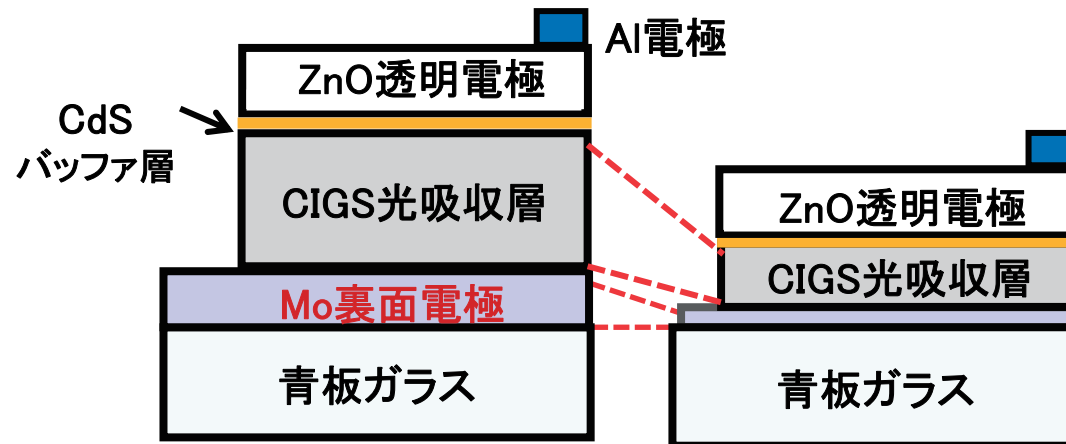 Al電極
ZnO透明電極
CdS
バッファ層
CIGS光吸収層
Mo裏面電極
青板ガラス
ZnO透明電極
CIGS光吸収層
青板ガラス